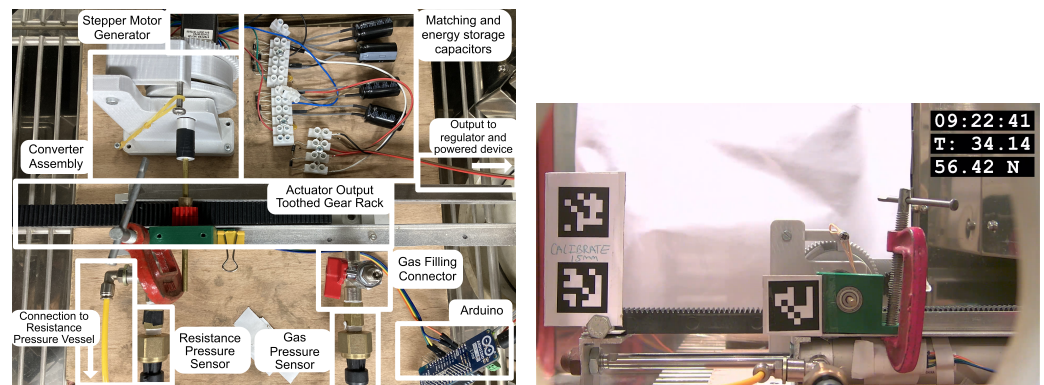 Stepper Motor
Generator
Matching and
energy storage
capacitors
Converter
Assembly
Output to
regulator and
powered device
Actuator Output
Toothed Gear Rack
Gas Filling
Connector
Arduino
Connection to
Resistance
Pressure Vessel
Resistance
Pressure
Sensor
Gas
Pressure
Sensor
09:22:41
T: 34.14
56.42 N
CALIBRATE
15mm